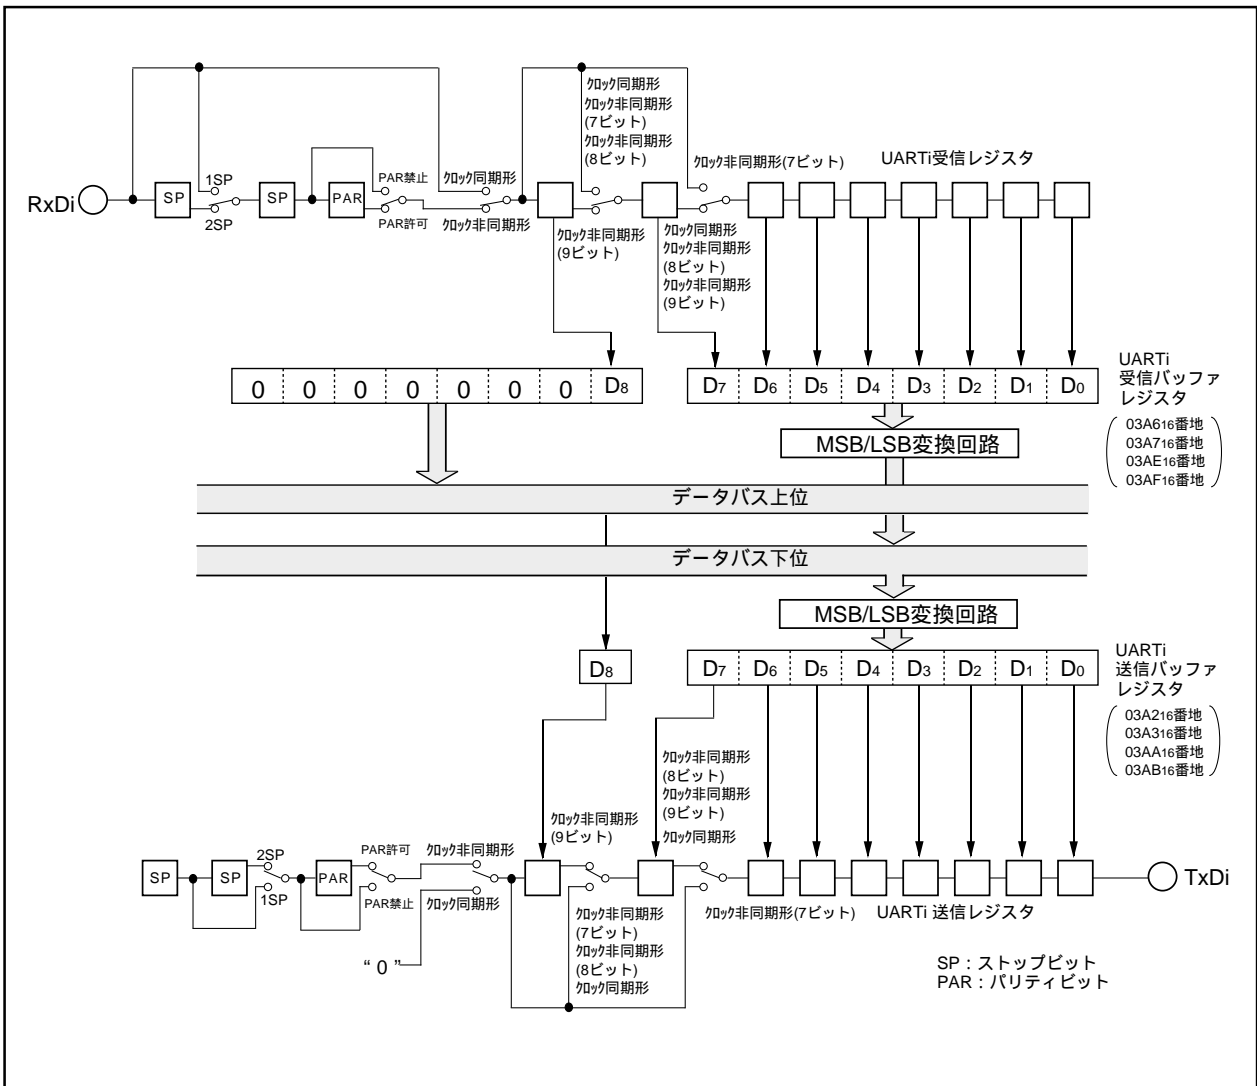 クロック同期形
クロック非同期形
(7ビット)
クロック非同期形
(8ビット)
クロック非同期形(7ビット)
UARTi受信レジスタ
RxDi
SP
1SP
2SP
SP
PAR
PAR禁止
PAR許可
クロック同期形
クロック非同期形
クロック非同期形
(9ビット)
クロック同期形
クロック非同期形
(8ビット)
クロック非同期形
(9ビット)
0 0 0 0 0 0 0 D8
D7 D6 D5 D4 D3 D2 D1 D0
UARTi
受信バッファ
レジスタ
03A616番地
03A716番地
03AE16番地
03AF16番地
MSB/LSB変換回路
データバス上位
データバス下位
MSB/LSB変換回路
D8
D7 D6 D5 D4 D3 D2 D1 D0
UARTi
送信バッファ
レジスタ
03A216番地
03A316番地
03AA16番地
03AB16番地
クロック非同期形
(8ビット)
クロック非同期形
(9ビット)
クロック同期形
クロック非同期形
(9ビット)
SP
SP
2SP
1SP
PAR
PAR許可
PAR禁止
クロック非同期形
クロック同期形
“ 0 ”
クロック非同期形
(7ビット)
クロック非同期形
(8ビット)
クロック同期形
クロック非同期形(7ビット)
UARTi 送信レジスタ
TxDi
SP : ストップビット
PAR : パリティビット